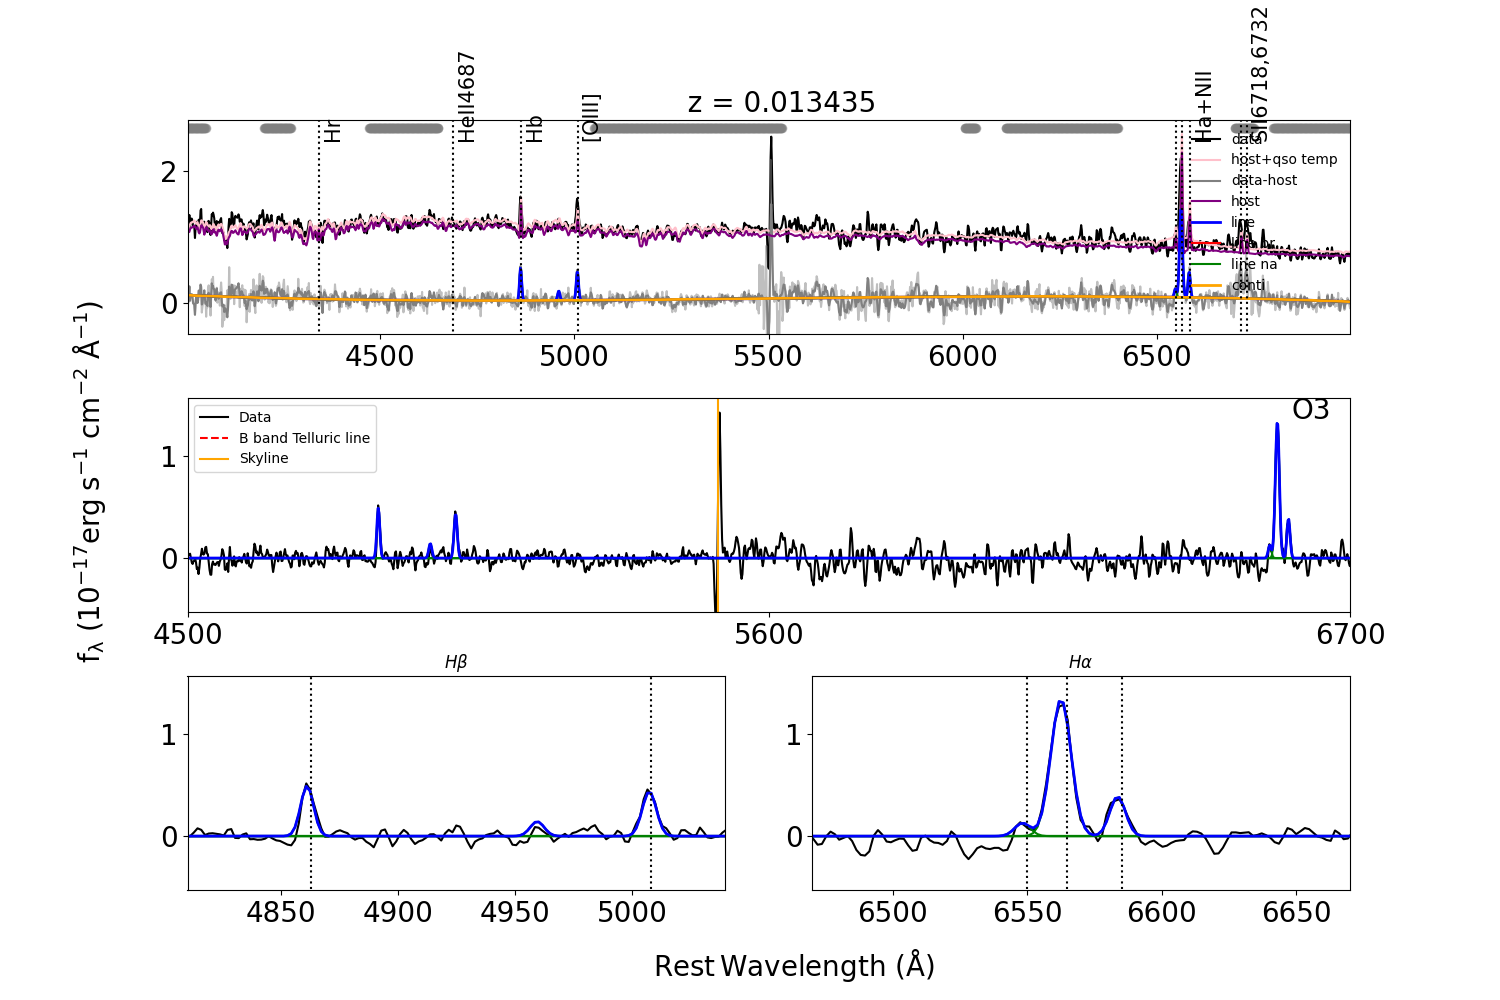 z = 0.013435
Hr
HeII4687
Hb
[OIII]
Ha+NII
SII6718,6732
data
host+qso temp
data-host
host
line
line na
conti
2
0
4500 5000 5500 6000 6500
O3
Data
B band Telluric line
Skyline
1
0
4500 5600 6700
fλ (10⁻¹⁷erg s⁻¹ cm⁻² Å⁻¹)
Hβ
1
0
4850 4900 4950 5000
Hα
1
0
6500 6550 6600 6650
Rest Wavelength (Å)